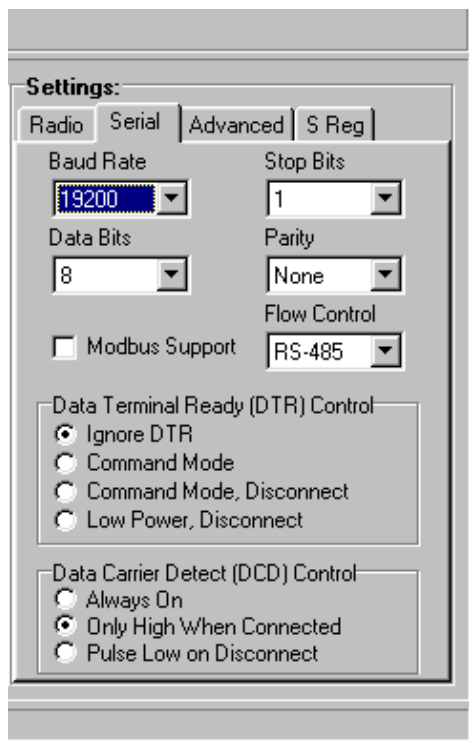 Settings:
Radio Serial Advanced S Reg
Baud Rate Stop Bits
19200 1
Data Bits Parity
8 None
Flow Control
Modbus Support RS-485
Data Terminal Ready (DTR) Control
Ignore DTR
Command Mode
Command Mode, Disconnect
Low Power, Disconnect
Data Carrier Detect (DCD) Control
Always On
Only High When Connected
Pulse Low on Disconnect